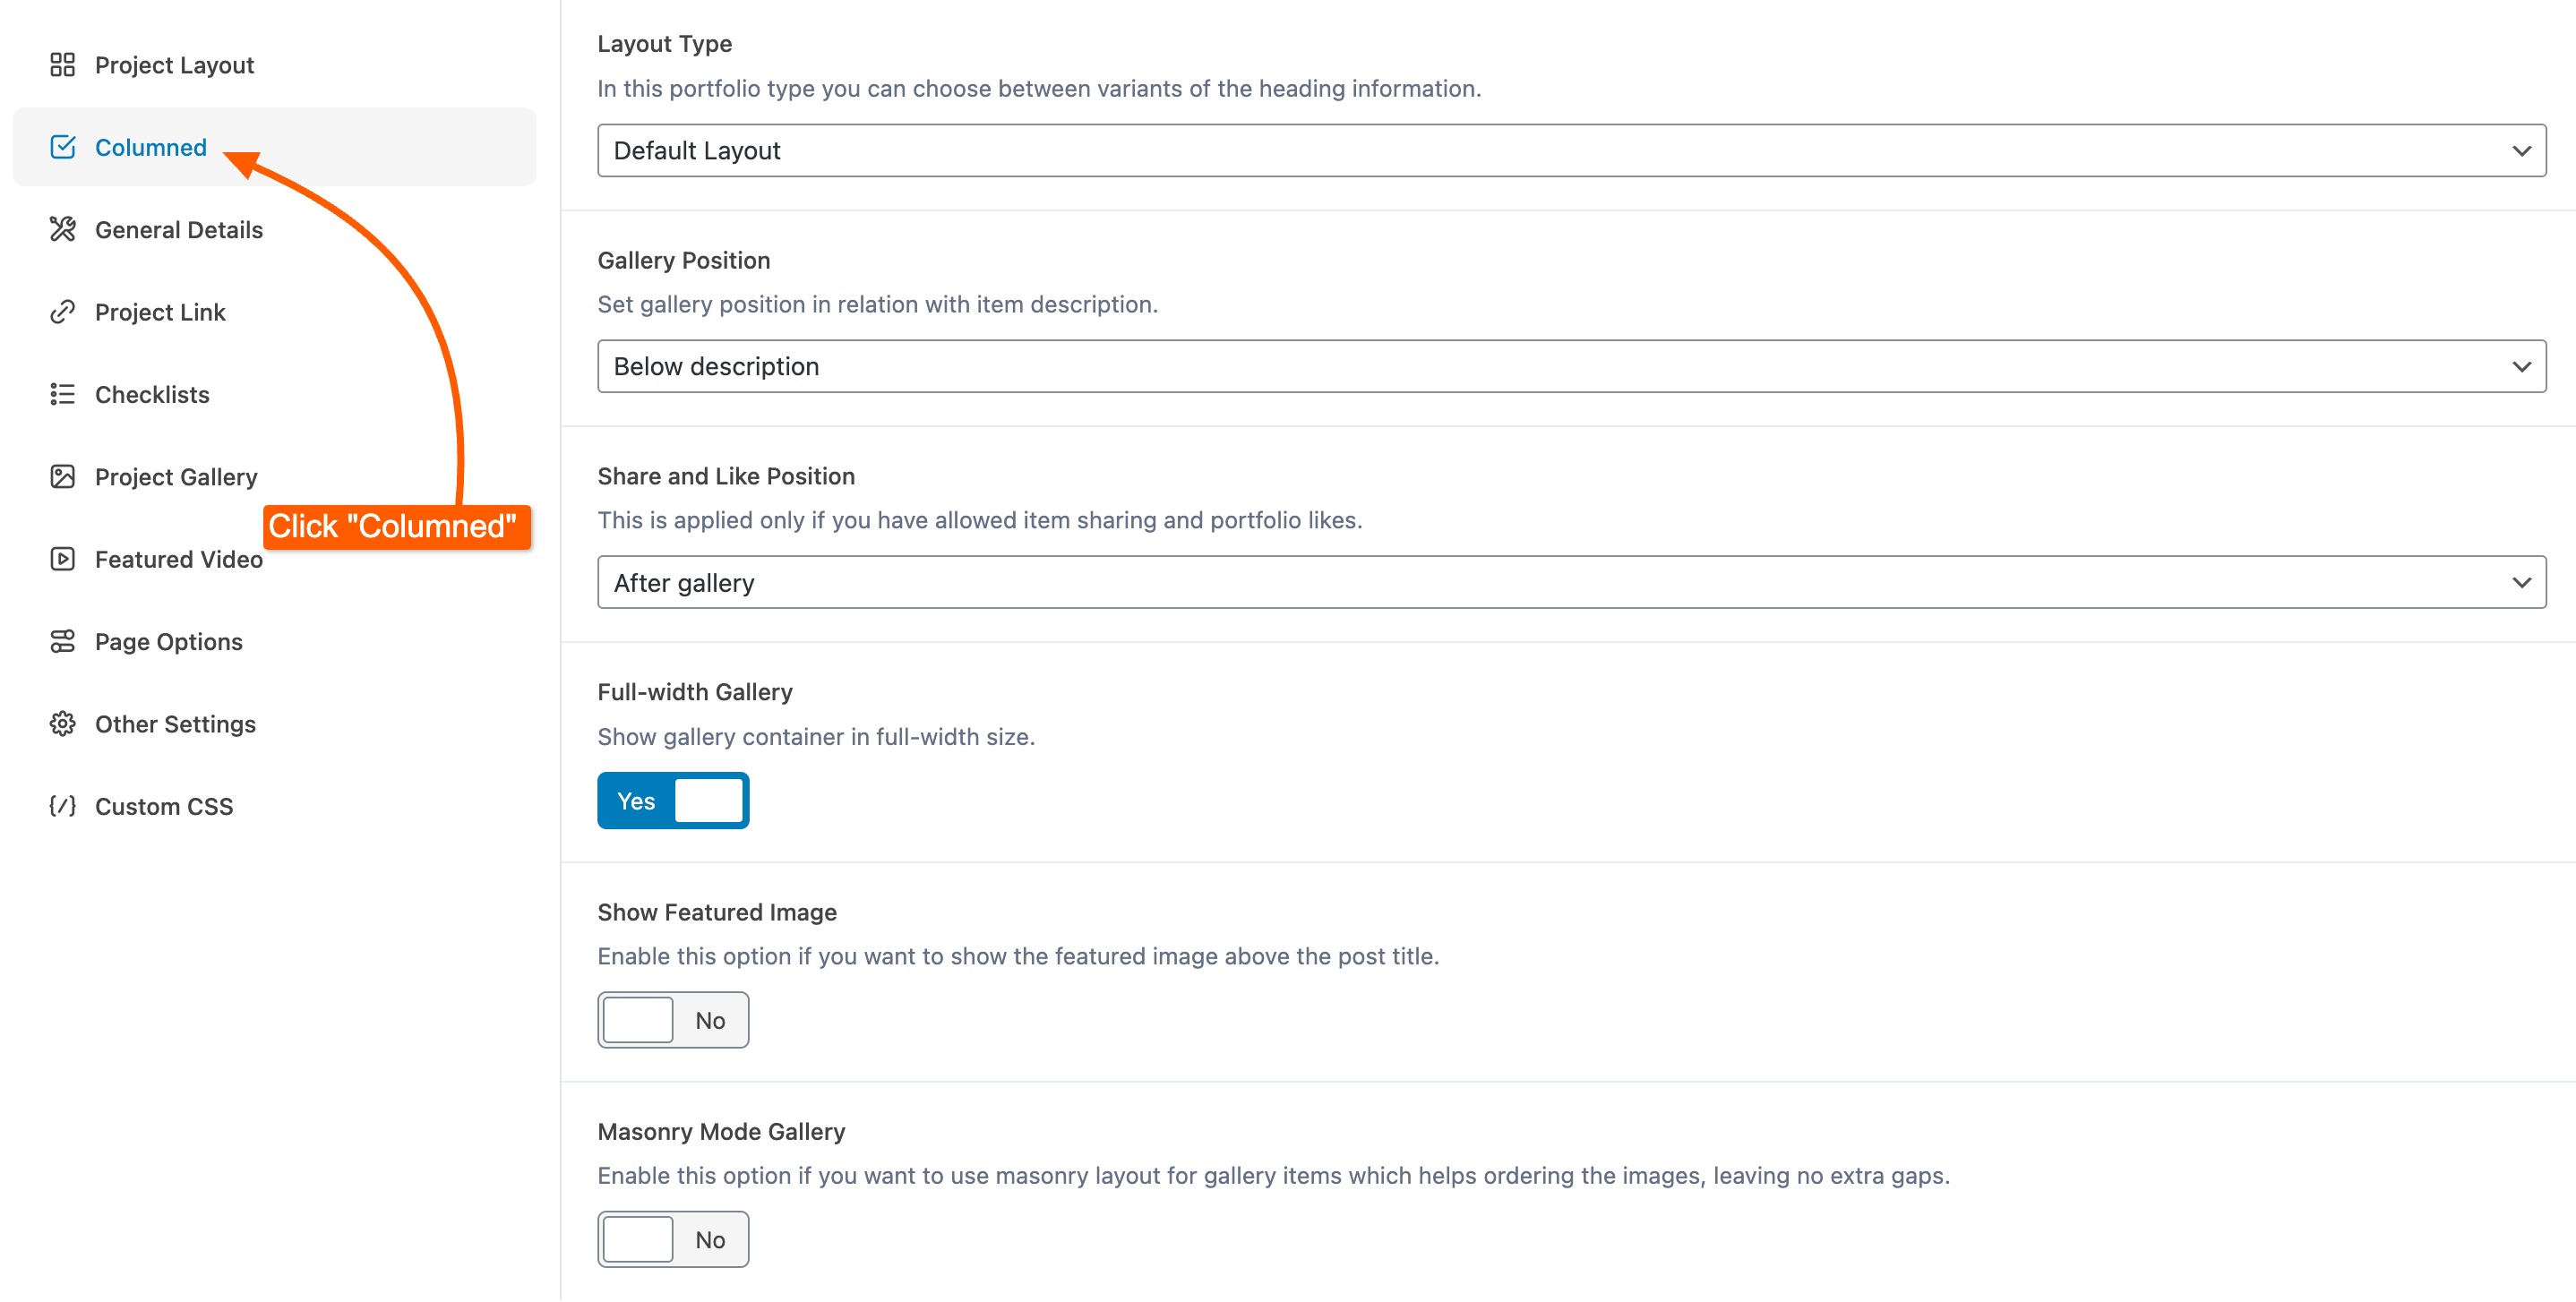 Project Layout
Columned
General Details
Project Link
Checklists
Project Gallery
Click "Columned"
Featured Video
Page Options
Other Settings
Custom CSS
Layout Type
In this portfolio type you can choose between variants of the heading information.
Default Layout
Gallery Position
Set gallery position in relation with item description.
Below description
Share and Like Position
This is applied only if you have allowed item sharing and portfolio likes.
After gallery
Full-width Gallery
Show gallery container in full-width size.
Yes
Show Featured Image
Enable this option if you want to show the featured image above the post title.
No
Masonry Mode Gallery
Enable this option if you want to use masonry layout for gallery items which helps ordering the images, leaving no extra gaps.
No